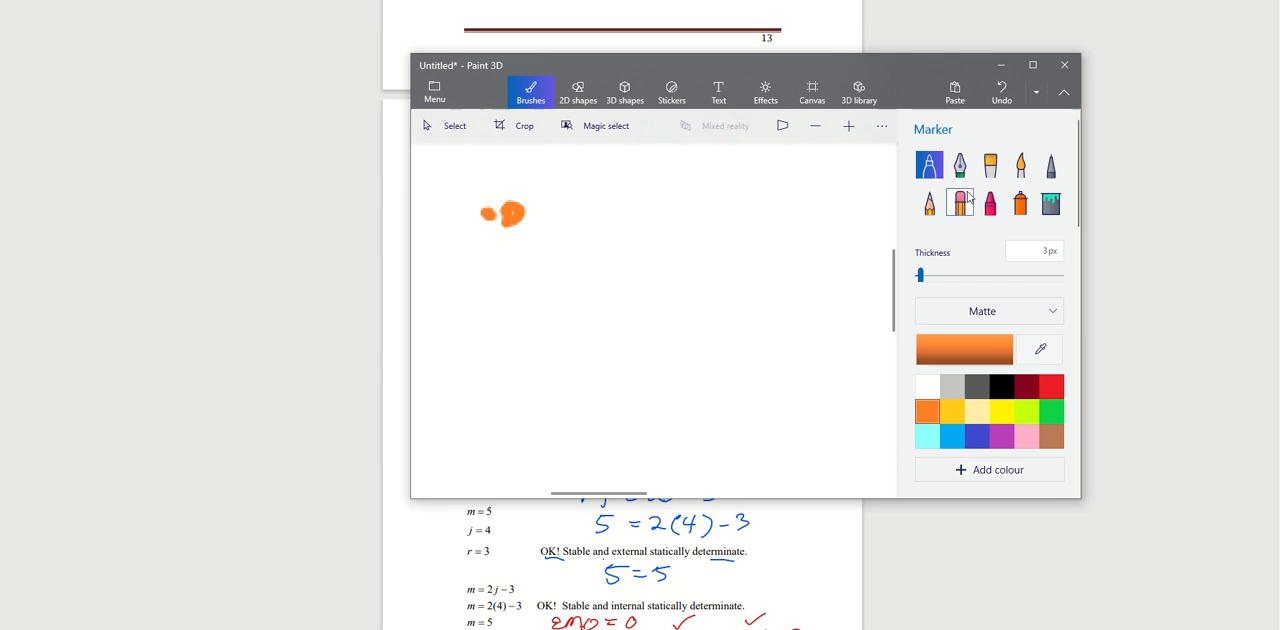 13
Untitled* - Paint 3D
Menu
Brushes
2D shapes
3D shapes
Stickers
Text
Effects
Canvas
3D library
Paste
Undo
Select
Crop
Magic select
Mixed reality
Marker
Thickness
3px
Matte
Add colour
m = 5
5 = 2(4) - 3
j = 4
r = 3 OK! Stable and external statically determinate.
5 = 5
m = 2j - 3
m = 2(4) - 3 OK! Stable and internal statically determinate.
m = 5 ΣMD = 0